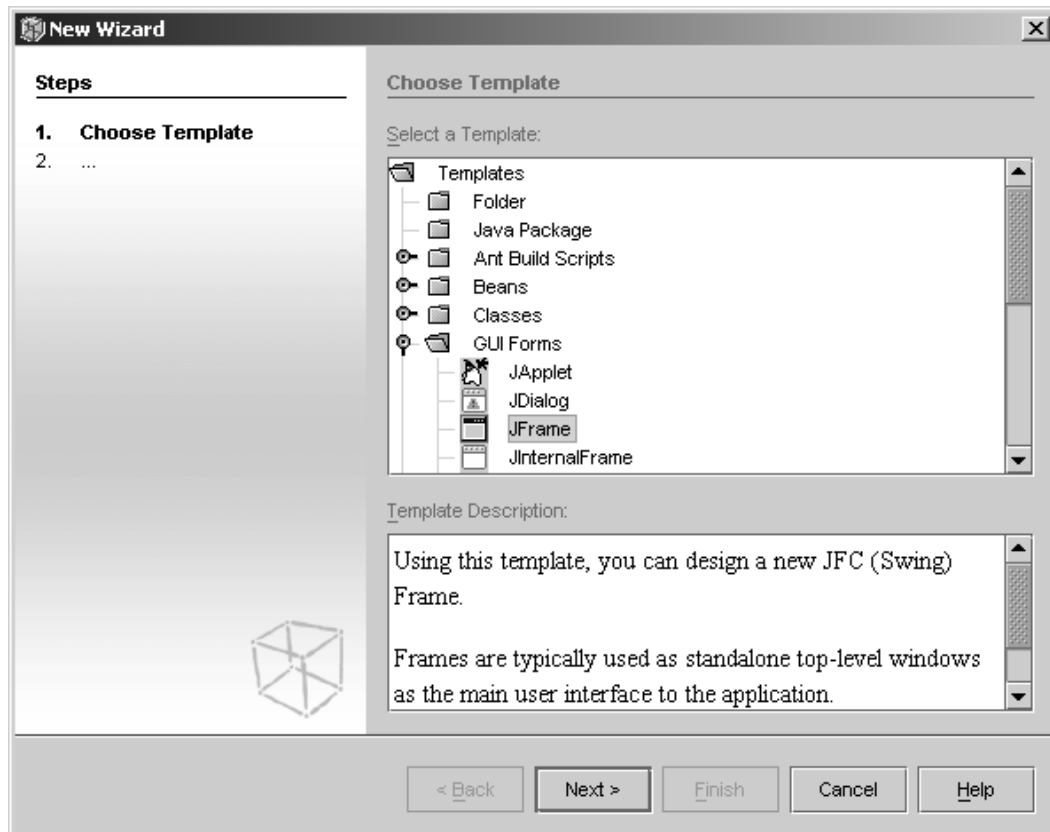 New Wizard
Steps
1. Choose Template
2. ...
Choose Template
Select a Template:
Templates
Folder
Java Package
Ant Build Scripts
Beans
Classes
GUI Forms
JApplet
JDialog
JFrame
JInternalFrame
Template Description:
Using this template, you can design a new JFC (Swing)
Frame.
Frames are typically used as standalone top-level windows
as the main user interface to the application.
< Back
Next >
Finish
Cancel
Help